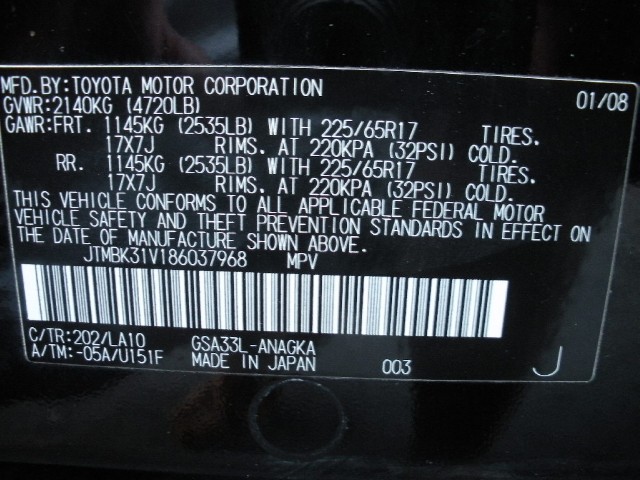 MFD.BY:TOYOTA MOTOR CORPORATION 01/08
GVWR:2140KG (4720LB)
GAWR:FRT. 1145KG (2535LB) WITH 225/65R17 TIRES.
17X7J RIMS. AT 220KPA (32PSI) COLD.
RR. 1145KG (2535LB) WITH 225/65R17 TIRES.
17X7J RIMS. AT 220KPA (32PSI) COLD.
THIS VEHICLE CONFORMS TO ALL APPLICABLE FEDERAL MOTOR
VEHICLE SAFETY AND THEFT PREVENTION STANDARDS IN EFFECT ON
THE DATE OF MANUFACTURE SHOWN ABOVE.
JTMBK31V186037968 MPV
C/TR:202/LA10 GSA33L-ANAGKA
A/TM:-05A/U151F MADE IN JAPAN 003 J